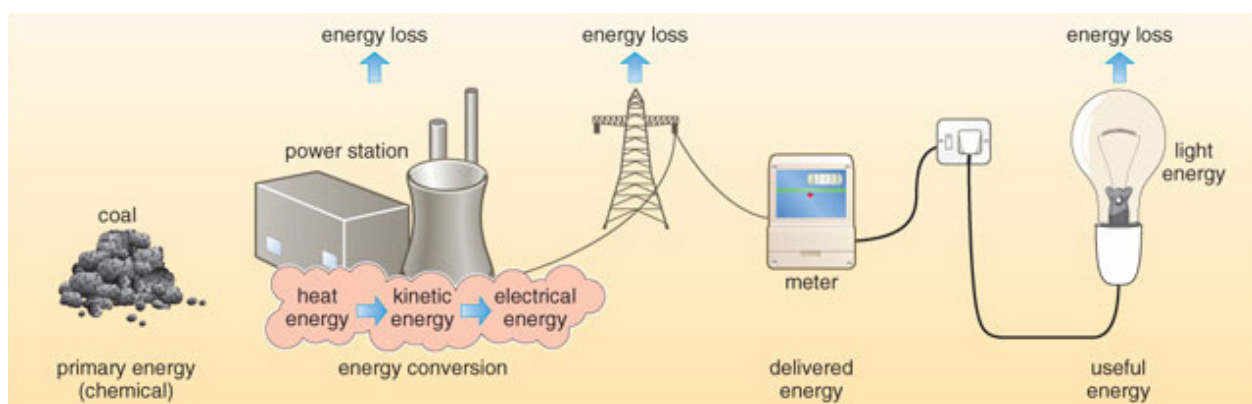 energy loss
energy loss
energy loss
power station
coal
light
energy
meter
heat
energy
kinetic
energy
electrical
energy
primary energy
(chemical)
energy conversion
delivered
energy
useful
energy